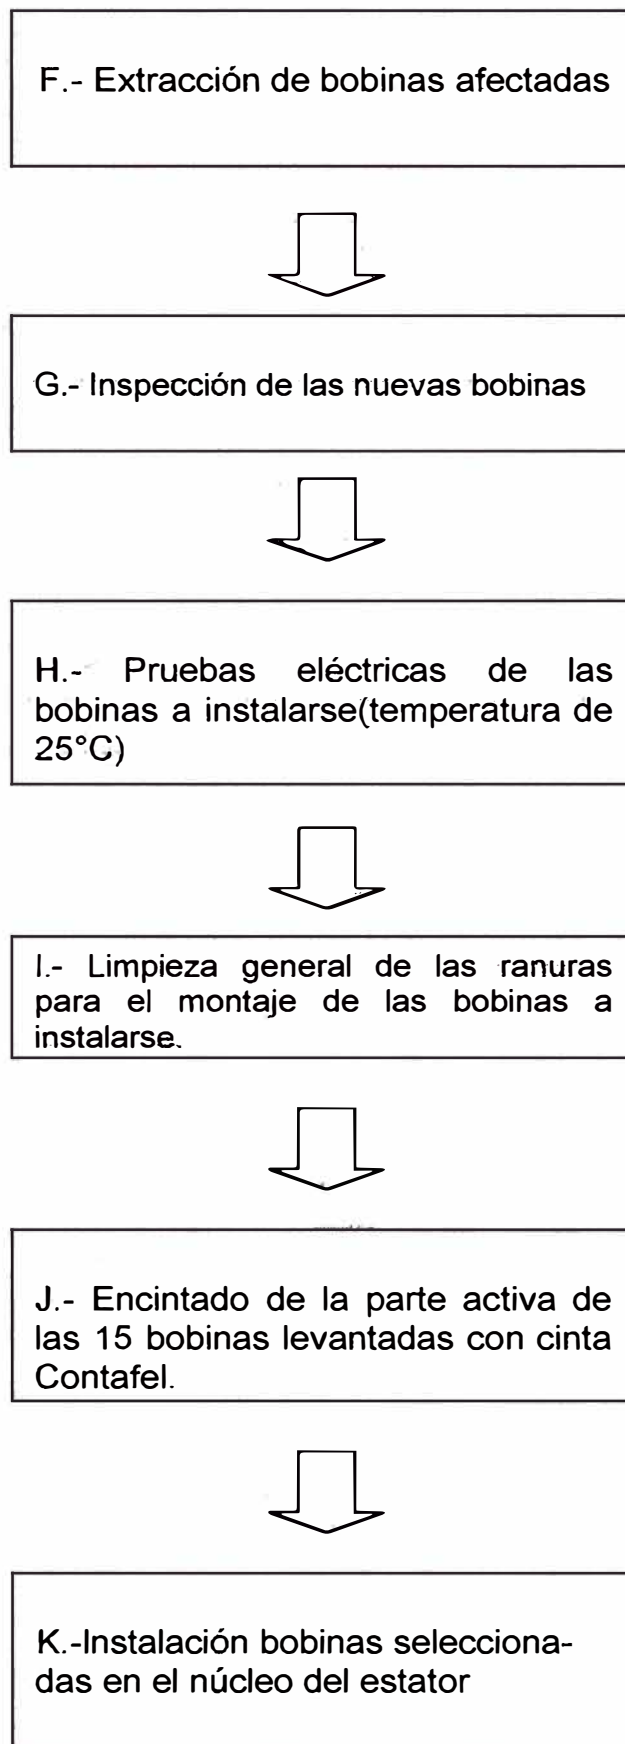 F.- Extracción de bobinas afectadas
G.- Inspección de las nuevas bobinas
H.- Pruebas eléctricas de las
bobinas a instalarse(temperatura de
25°C)
I.- Limpieza general de las ranuras
para el montaje de las bobinas a
instalarse.
J.- Encintado de la parte activa de
las 15 bobinas levantadas con cinta
Contafel.
K.-Instalación bobinas selecciona-
das en el núcleo del estator